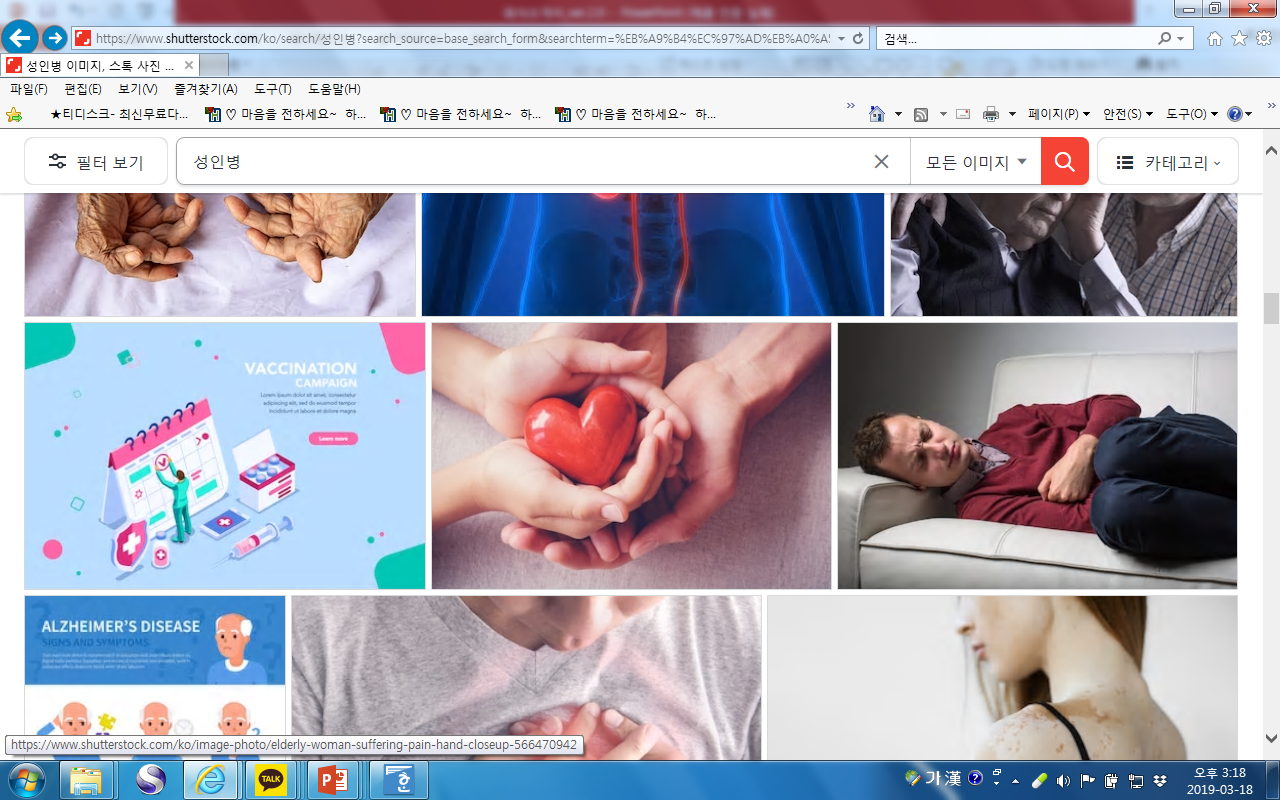 https://www.shutterstock.com/ko/search/성인병?search_source=base_search_form&searchterm=%EB%A9%B4%EC%97%AD%EB%A0%A5
검색...
성인병 이미지, 스톡 사진 ...
파일(F) 편집(E) 보기(V) 즐겨찾기(A) 도구(T) 도움말(H)
★티디스크- 최신무료다... ♡ 마음을 전하세요~ 하... ♡ 마음을 전하세요~ 하... ♡ 마음을 전하세요~ 하... 페이지(P) 안전(S) 도구(O)
필터 보기 성인병 모든 이미지 카테고리
VACCINATION
CAMPAIGN
Lorem ipsum dolor sit amet, consectetur
adipiscing elit, sed do eiusmod tempor
incididunt ut labore et dolore magna
Learn more
ALZHEIMER'S DISEASE
SIGNS AND SYMPTOMS
https://www.shutterstock.com/ko/image-photo/elderly-woman-suffering-pain-hand-closeup-566470942
TALK
가 漢
오후 3:18
2019-03-18